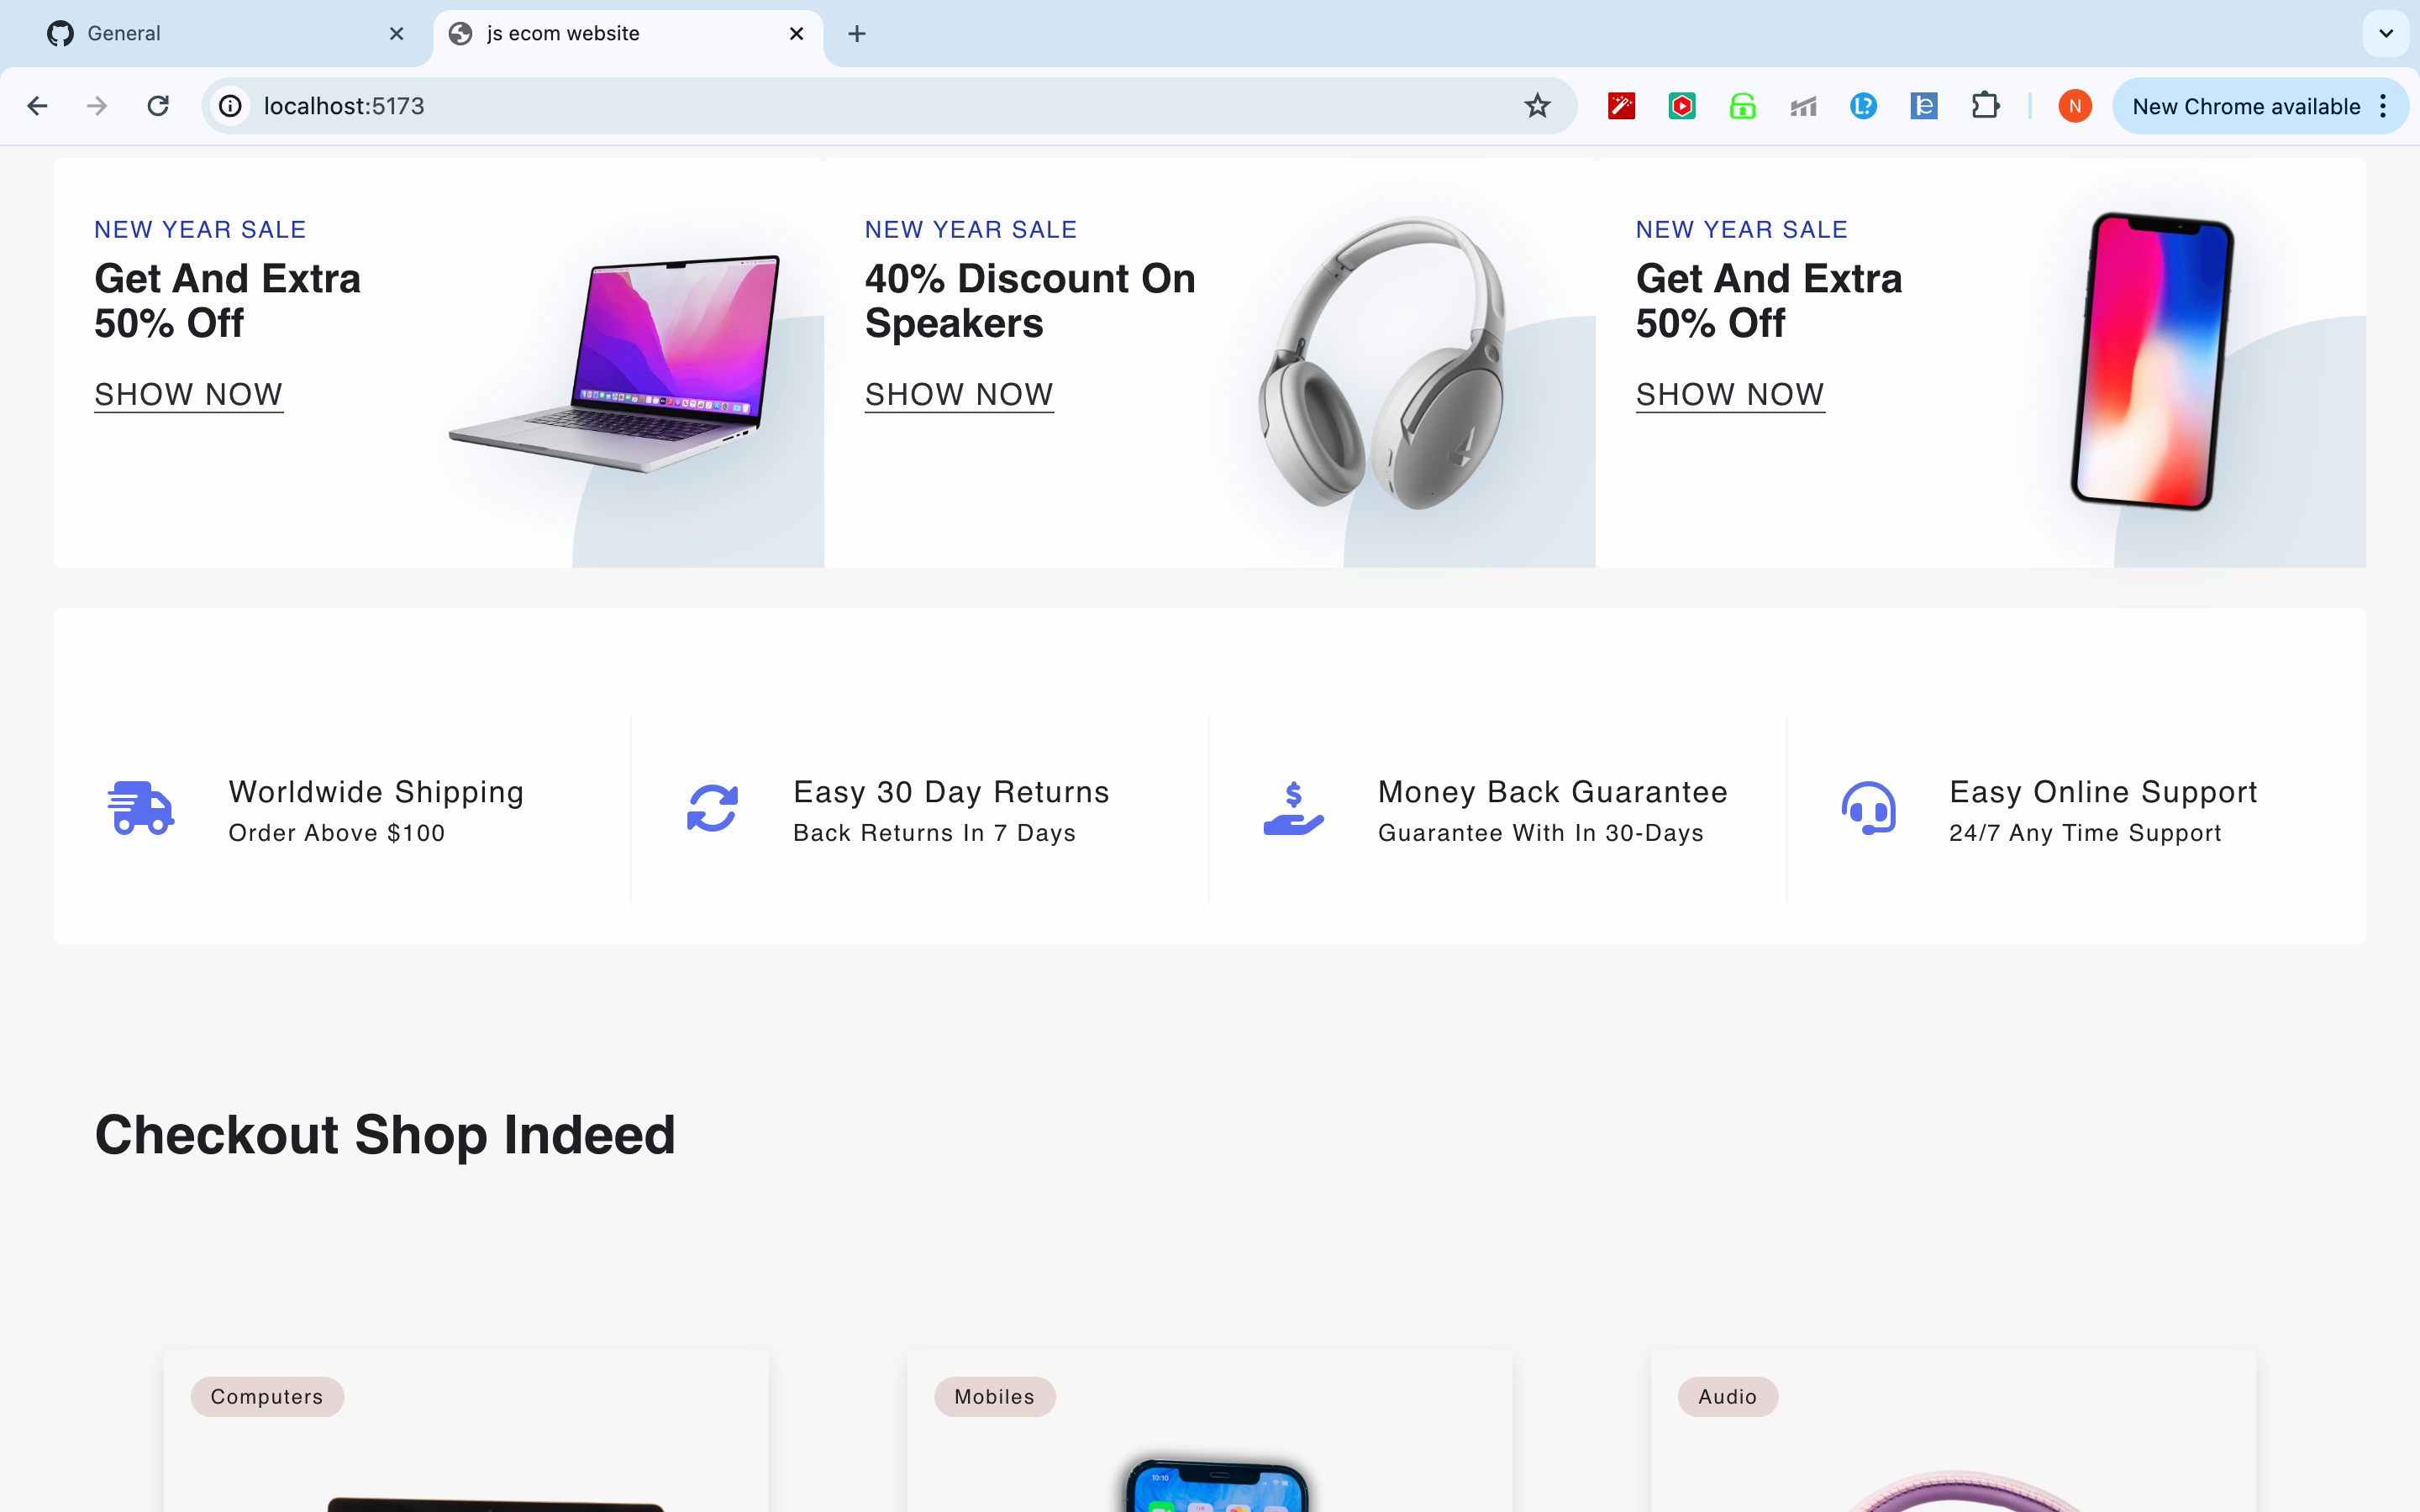 General
js ecom website
localhost:5173
N
New Chrome available
NEW YEAR SALE
Get And Extra
50% Off
SHOW NOW
NEW YEAR SALE
40% Discount On
Speakers
SHOW NOW
NEW YEAR SALE
Get And Extra
50% Off
SHOW NOW
Worldwide Shipping
Order Above $100
Easy 30 Day Returns
Back Returns In 7 Days
Money Back Guarantee
Guarantee With In 30-Days
Easy Online Support
24/7 Any Time Support
Checkout Shop Indeed
Computers
Mobiles
Audio
10:10